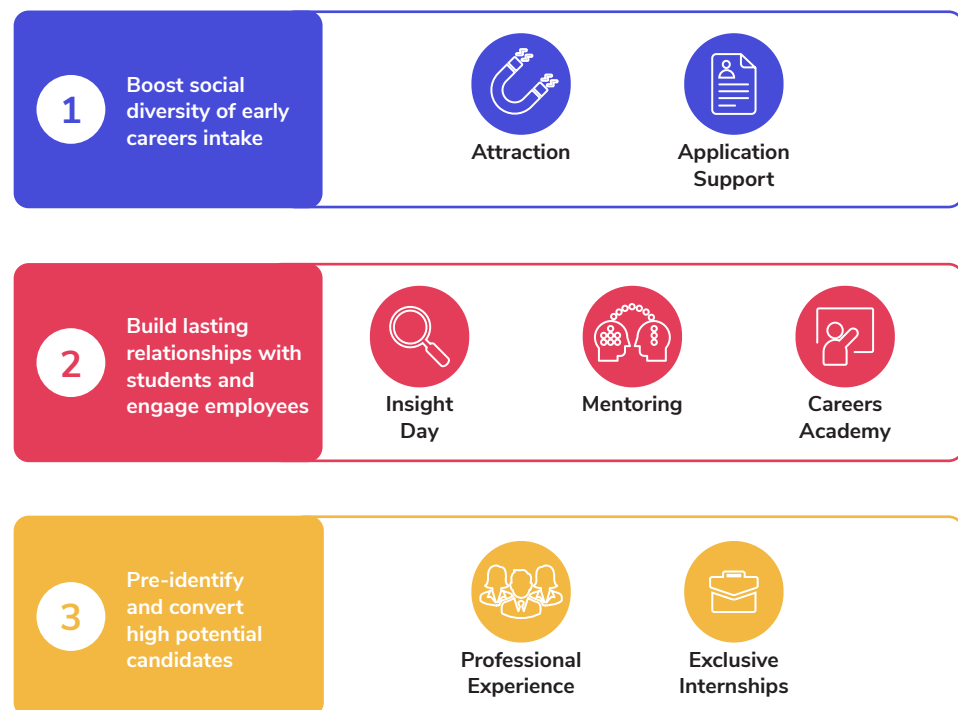 1
Boost social
diversity of early
careers intake
Attraction
Application
Support
2
Build lasting
relationships with
students and
engage employees
Insight
Day
Mentoring
Careers
Academy
3
Pre-identify
and convert
high potential
candidates
Professional
Experience
Exclusive
Internships